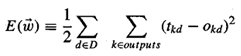 E(w⃗) ≡ 1/2 ∑_{d∈D} ∑_{k∈outputs} (t_{kd} − o_{kd})²